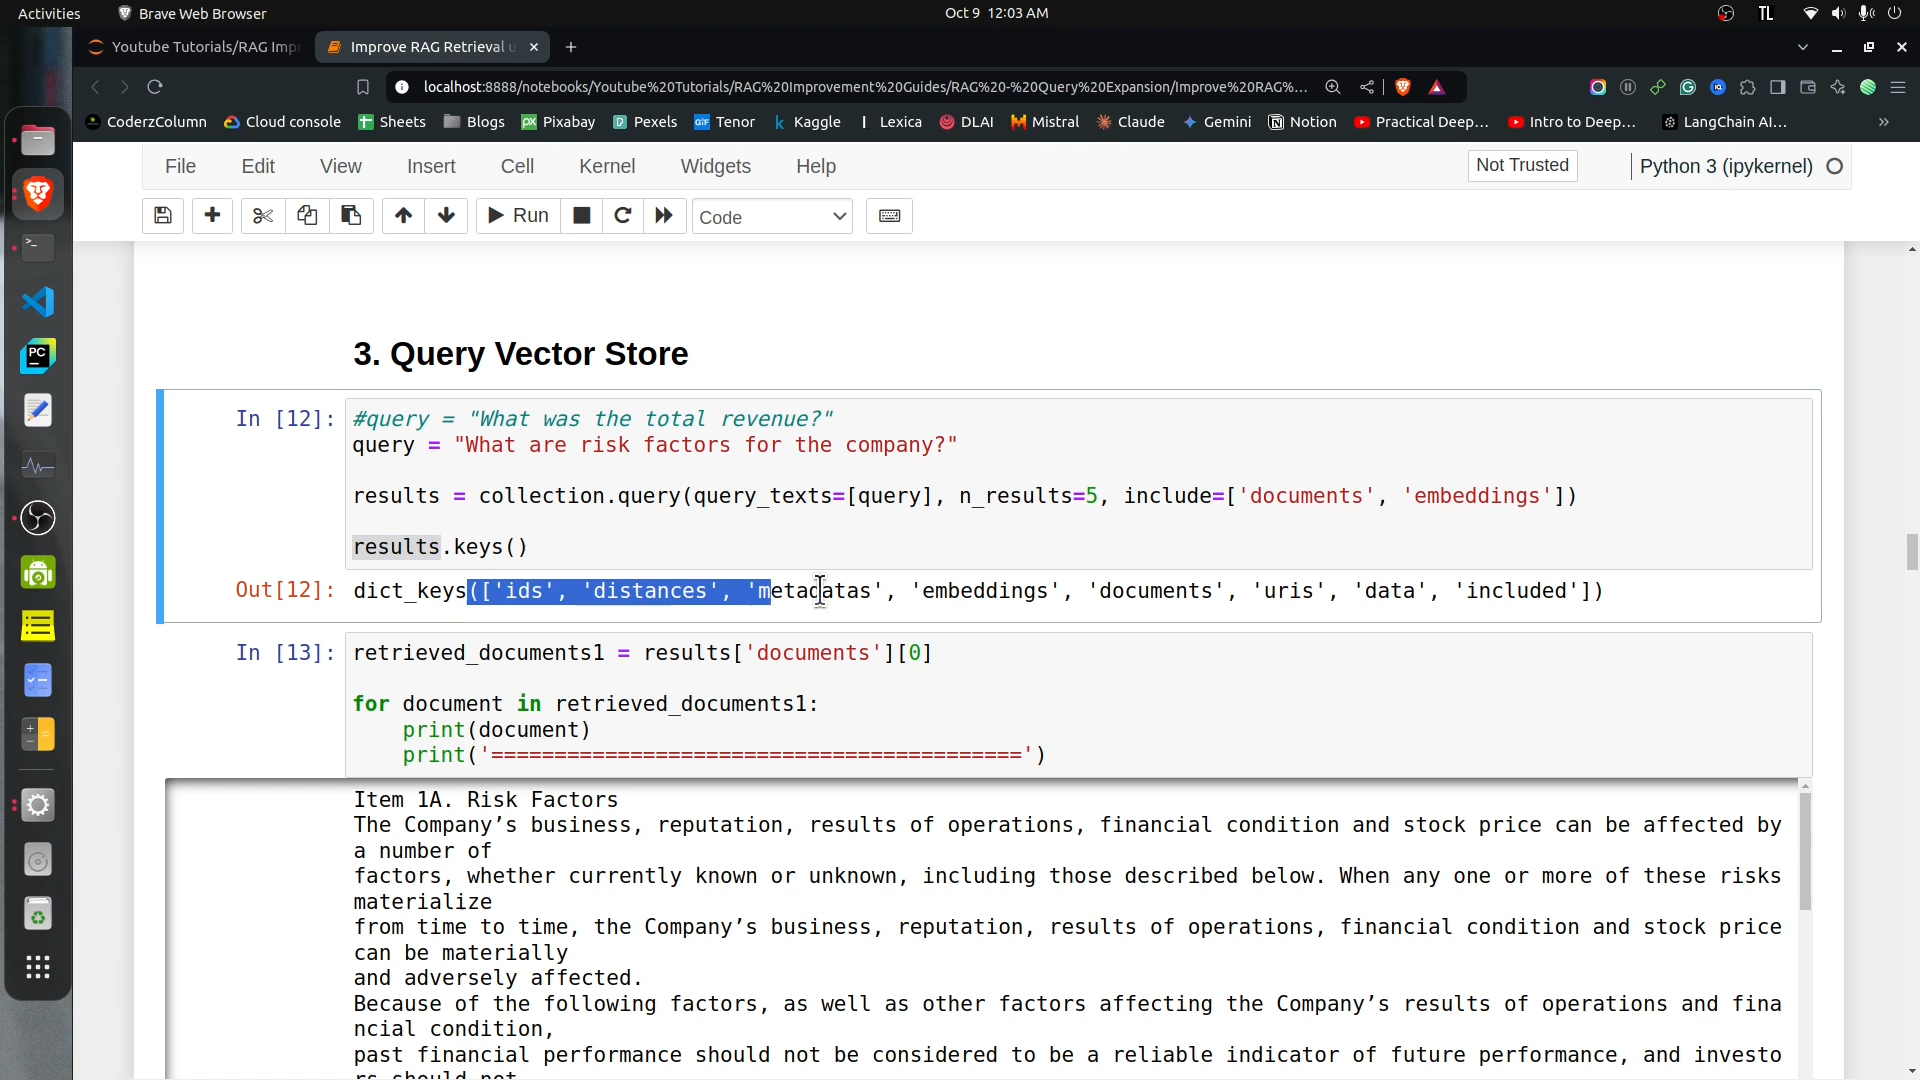 Activities
Brave Web Browser
Oct 9 12:03 AM
TL
Youtube Tutorials/RAG Imp
Improve RAG Retrieval u
localhost:8888/notebooks/Youtube%20Tutorials/RAG%20Improvement%20Guides/RAG%20-%20Query%20Expansion/Improve%20RAG%...
CoderzColumn
Cloud console
Sheets
Blogs
Pixabay
Pexels
Tenor
Kaggle
Lexica
DLAI
Mistral
Claude
Gemini
Notion
Practical Deep...
Intro to Deep...
LangChain AI...
File Edit View Insert Cell Kernel Widgets Help
Not Trusted
Python 3 (ipykernel)
Run
Code
3. Query Vector Store
In [12]:
#query = "What was the total revenue?"
query = "What are risk factors for the company?"
results = collection.query(query_texts=[query], n_results=5, include=['documents', 'embeddings'])
results.keys()
Out[12]: dict_keys(['ids', 'distances', 'metadatas', 'embeddings', 'documents', 'uris', 'data', 'included'])
In [13]:
retrieved_documents1 = results['documents'][0]
for document in retrieved_documents1:
print(document)
print('==========================================')
Item 1A. Risk Factors
The Company’s business, reputation, results of operations, financial condition and stock price can be affected by
a number of
factors, whether currently known or unknown, including those described below. When any one or more of these risks
materialize
from time to time, the Company’s business, reputation, results of operations, financial condition and stock price
can be materially
and adversely affected.
Because of the following factors, as well as other factors affecting the Company’s results of operations and fina
ncial condition,
past financial performance should not be considered to be a reliable indicator of future performance, and investo
rs should not